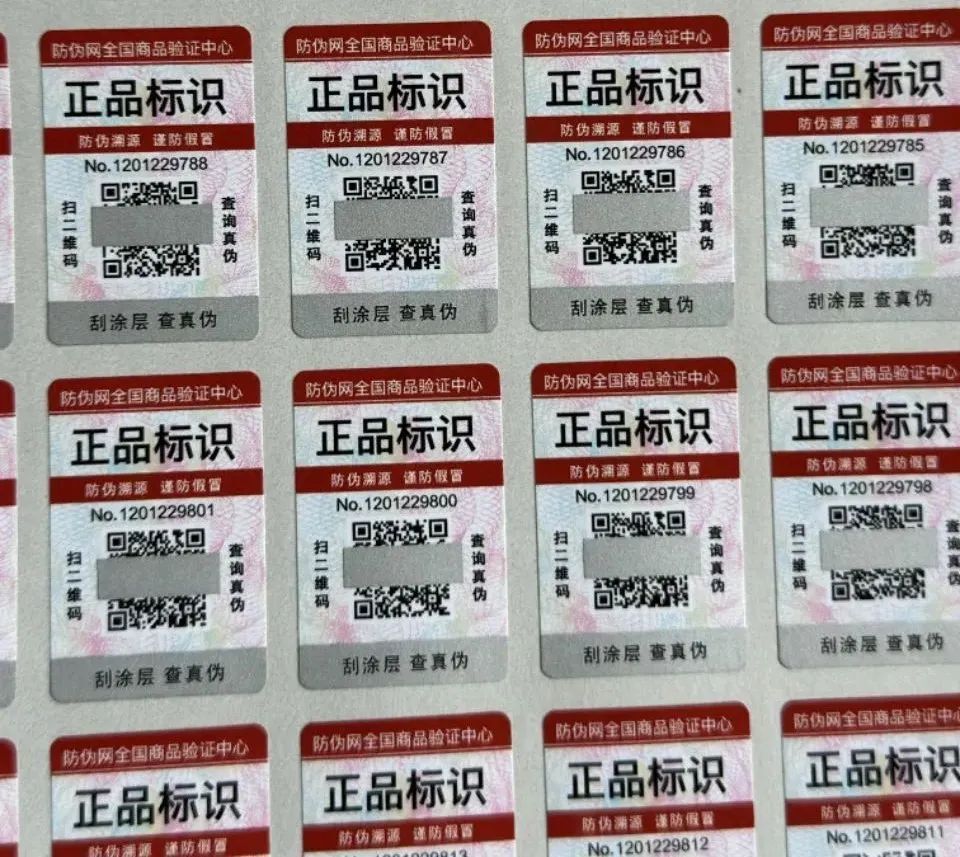 防伪网全国商品验证中心
正品标识
防伪溯源 谨防假冒
No.1201229788
扫二维码
查询真伪
刮涂层 查真伪
防伪网全国商品验证中心
正品标识
防伪溯源 谨防假冒
No.1201229787
扫二维码
查询真伪
刮涂层 查真伪
防伪网全国商品验证中心
正品标识
防伪溯源 谨防假冒
No.1201229786
扫二维码
查询真伪
刮涂层 查真伪
防伪网全国商品验证中心
正品标识
防伪溯源 谨防假冒
No.1201229785
扫二维码
查询真伪
刮涂层 查真伪
防伪网全国商品验证中心
正品标识
防伪溯源 谨防假冒
No.1201229801
扫二维码
查询真伪
刮涂层 查真伪
防伪网全国商品验证中心
正品标识
防伪溯源 谨防假冒
No.1201229800
扫二维码
查询真伪
刮涂层 查真伪
防伪网全国商品验证中心
正品标识
防伪溯源 谨防假冒
No.1201229799
扫二维码
查询真伪
刮涂层 查真伪
防伪网全国商品验证中心
正品标识
防伪溯源 谨防假冒
No.1201229798
扫二维码
查询真伪
刮涂层 查真伪
防伪网全国商品验证中心
正品标识
防伪溯源 谨防假冒
防伪网全国商品验证中心
正品标识
防伪溯源 谨防假冒
防伪网全国商品验证中心
正品标识
防伪溯源 谨防假冒
No.1201229812
防伪网全国商品验证中
正品标识
防伪溯源 谨防假冒
No.1201229811